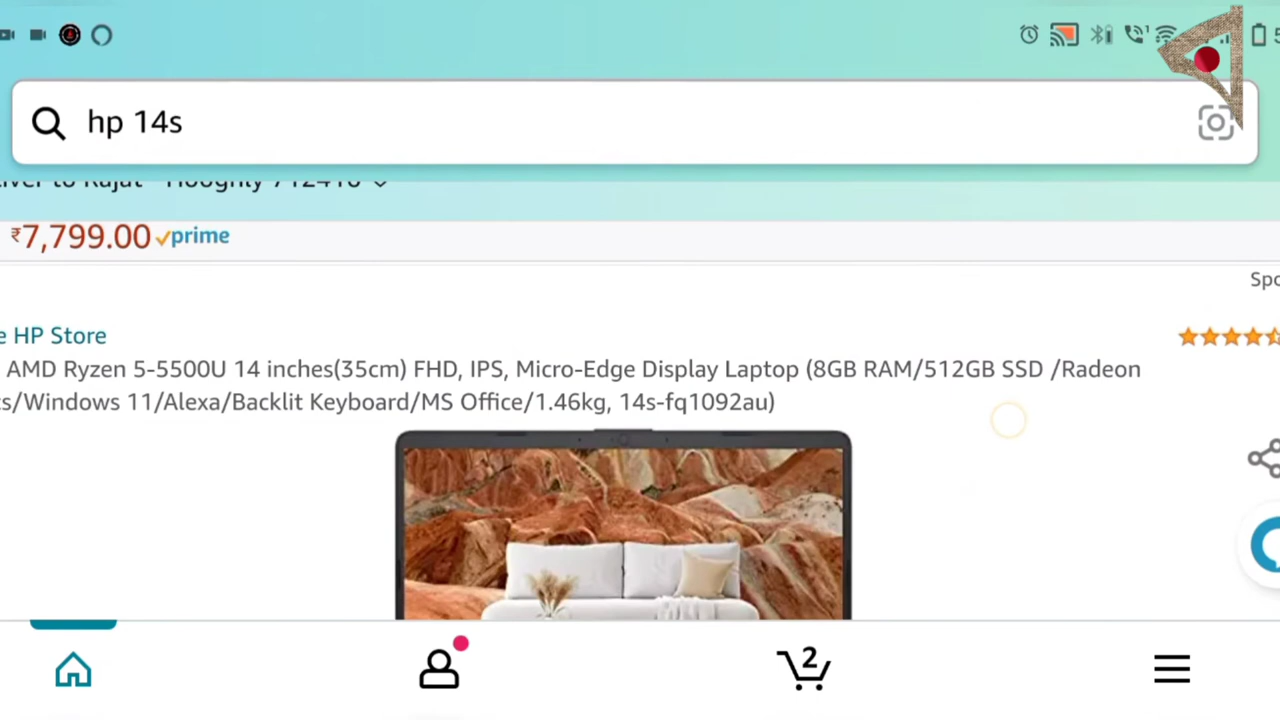 hp 14s
₹7,799.00 prime
Spo
e HP Store
AMD Ryzen 5-5500U 14 inches(35cm) FHD, IPS, Micro-Edge Display Laptop (8GB RAM/512GB SSD /Radeon
cs/Windows 11/Alexa/Backlit Keyboard/MS Office/1.46kg, 14s-fq1092au)
2